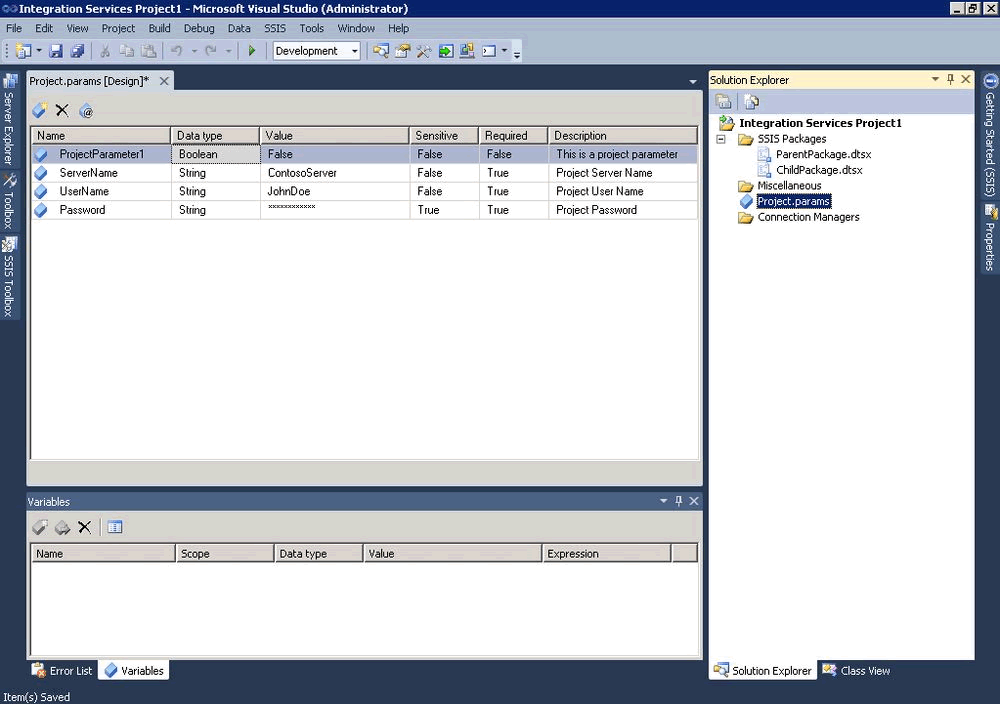 Integration Services Project1 - Microsoft Visual Studio (Administrator)
File Edit View Project Build Debug Data SSIS Tools Window Help
Development
Project.params [Design]*
Name Data type Value Sensitive Required Description
ProjectParameter1 Boolean False False False This is a project parameter
ServerName String ContosoServer False True Project Server Name
UserName String JohnDoe False True Project User Name
Password String *********** True True Project Password
Variables
Name Scope Data type Value Expression
Error List Variables
Item(s) Saved
Server Explorer
Toolbox
SSIS Toolbox
Solution Explorer
Integration Services Project1
SSIS Packages
ParentPackage.dtsx
ChildPackage.dtsx
Miscellaneous
Project.params
Connection Managers
Solution Explorer Class View
Getting Started (SSIS)
Properties